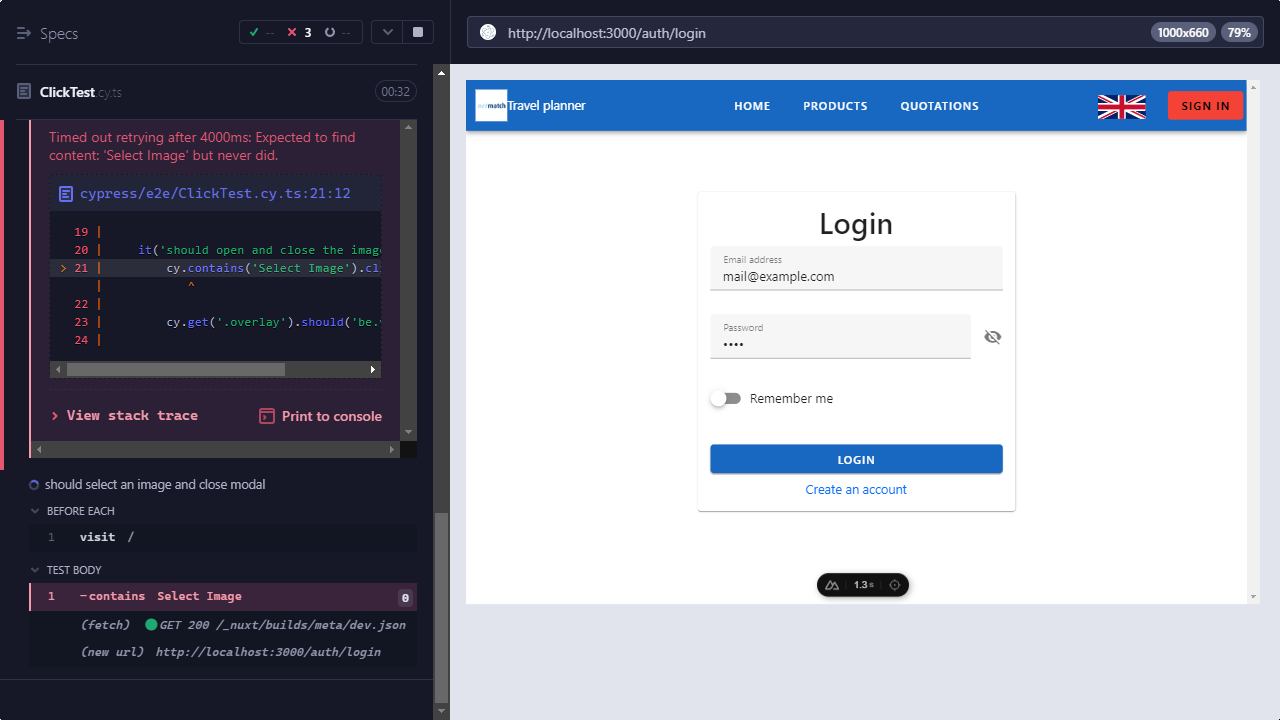 Specs
--
3
--
ClickTest.cy.ts
00:32
Timed out retrying after 4000ms: Expected to find
content: 'Select Image' but never did.
cypress/e2e/ClickTest.cy.ts:21:12
19 |
20 | it('should open and close the imag
> 21 | cy.contains('Select Image').cli
| ^
22 |
23 | cy.get('.overlay').should('be.v
24 |
View stack trace
Print to console
should select an image and close modal
BEFORE EACH
1 visit /
TEST BODY
1 -contains Select Image 0
(fetch) GET 200 /_nuxt/builds/meta/dev.json
(new url) http://localhost:3000/auth/login
http://localhost:3000/auth/login
1000x660
79%
Travel planner
HOME
PRODUCTS
QUOTATIONS
SIGN IN
Login
Email address
mail@example.com
Password
••••
Remember me
LOGIN
Create an account
1.3 s